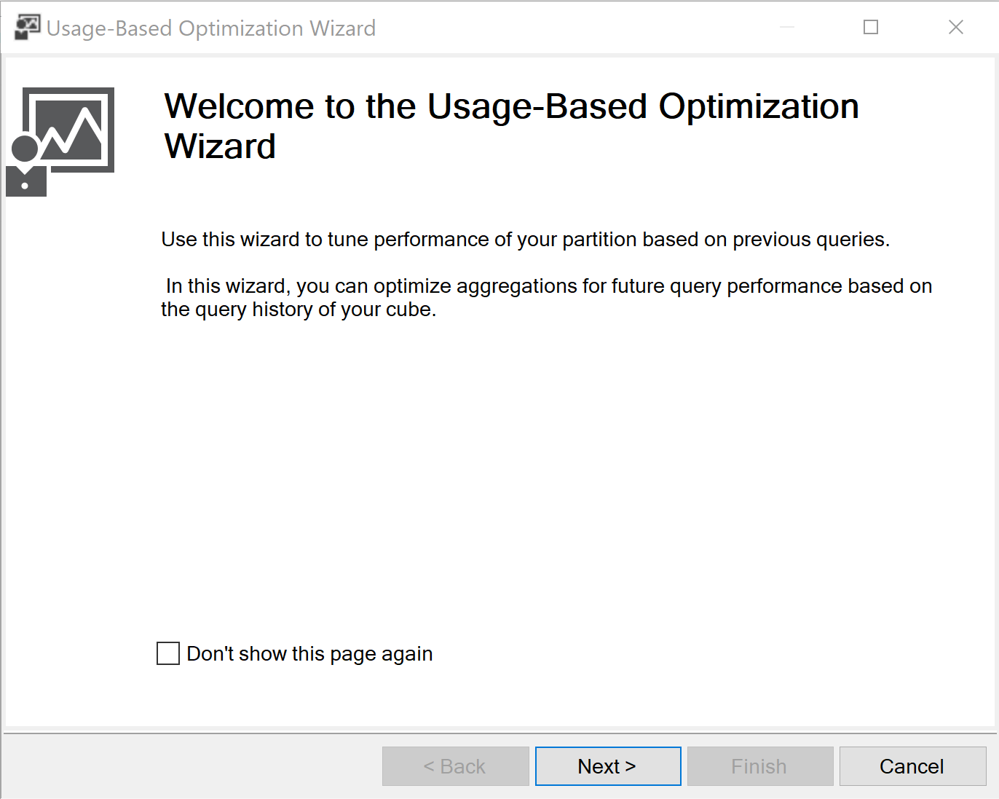 Usage-Based Optimization Wizard
Welcome to the Usage-Based Optimization
Wizard
Use this wizard to tune performance of your partition based on previous queries.
In this wizard, you can optimize aggregations for future query performance based on
the query history of your cube.
Don't show this page again
< Back
Next >
Finish
Cancel